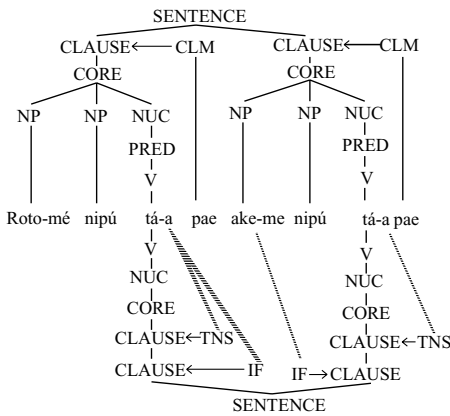 SENTENCE
CLAUSE CLM CLAUSE CLM
CORE CORE
NP NP NUC NP NP NUC
PRED PRED
V V
Roto-mé nipú tá-a pae ake-me nipú tá-a pae
V V
NUC NUC
CORE CORE
CLAUSE TNS CLAUSE TNS
CLAUSE IF IF CLAUSE
SENTENCE